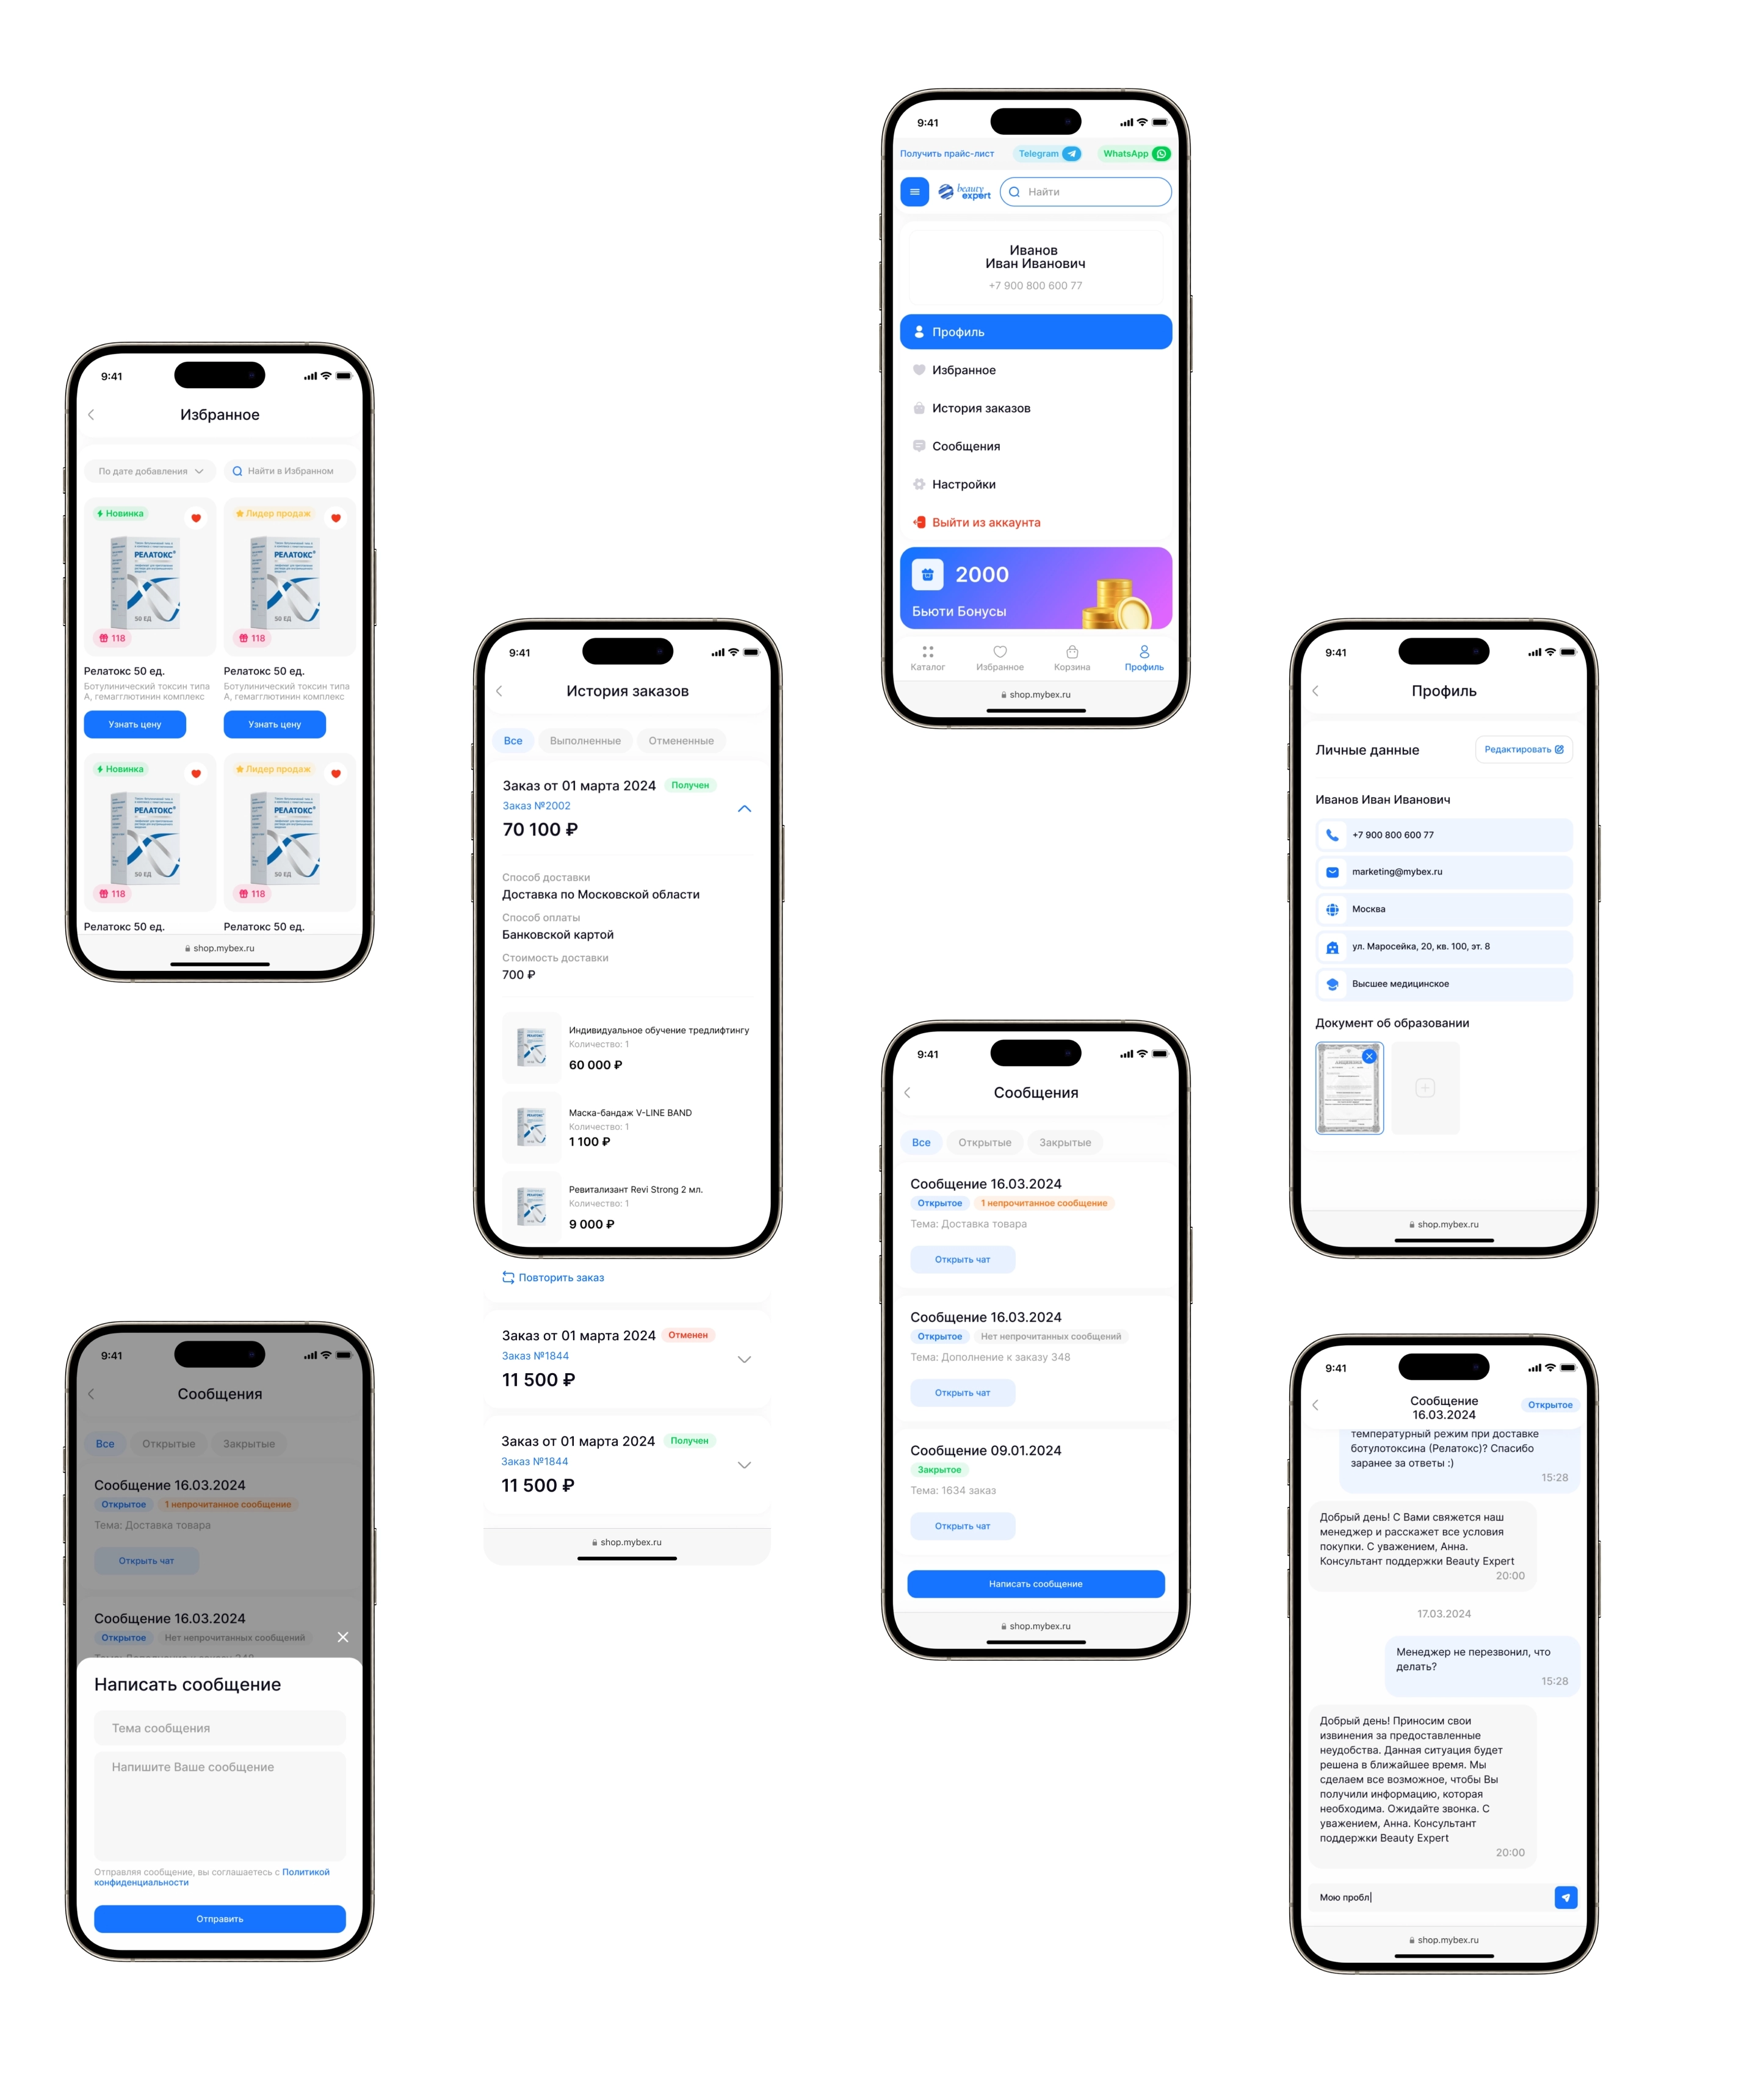 9:41
Получить прайс-лист
Telegram
WhatsApp
beauty
expert
Найти
Иванов
Иван Иванович
+7 900 800 600 77
Профиль
Избранное
История заказов
Сообщения
Настройки
Выйти из аккаунта
2000
Бьюти Бонусы
Каталог
Избранное
Корзина
Профиль
shop.mybex.ru
9:41
Избранное
По дате добавления
Найти в Избранном
Новинка
Лидер продаж
РЕЛАТОКС®
РЕЛАТОКС®
50 ЕД
50 ЕД
118
118
Релатокс 50 ед.
Релатокс 50 ед.
Ботулинический токсин типа
А, гемагглютинин комплекс
Ботулинический токсин типа
А, гемагглютинин комплекс
Узнать цену
Узнать цену
Новинка
Лидер продаж
РЕЛАТОКС®
РЕЛАТОКС®
50 ЕД
50 ЕД
118
118
Релатокс 50 ед.
Релатокс 50 ед.
shop.mybex.ru
9:41
История заказов
Все
Выполненные
Отмененные
Заказ от 01 марта 2024
Получен
Заказ №2002
70 100 ₽
Способ доставки
Доставка по Московской области
Способ оплаты
Банковской картой
Стоимость доставки
700 ₽
Индивидуальное обучение тредлифтингу
Количество: 1
60 000 ₽
Маска-бандаж V-LINE BAND
Количество: 1
1 100 ₽
Ревитализант Revi Strong 2 мл.
Количество: 1
9 000 ₽
Повторить заказ
Заказ от 01 марта 2024
Отменен
Заказ №1844
11 500 ₽
Заказ от 01 марта 2024
Получен
Заказ №1844
11 500 ₽
shop.mybex.ru
9:41
Профиль
Личные данные
Редактировать
Иванов Иван Иванович
+7 900 800 600 77
marketing@mybex.ru
Москва
ул. Маросейка, 20, кв. 100, эт. 8
Высшее медицинское
Документ об образовании
shop.mybex.ru
9:41
Сообщения
Все
Открытые
Закрытые
Сообщение 16.03.2024
Открытое
1 непрочитанное сообщение
Тема: Доставка товара
Открыть чат
Сообщение 16.03.2024
Открытое
Нет непрочитанных сообщений
Тема: Дополнение к заказу 348
Открыть чат
Сообщение 09.01.2024
Закрытое
Тема: 1634 заказ
Открыть чат
Написать сообщение
shop.mybex.ru
9:41
Сообщения
Все
Открытые
Закрытые
Сообщение 16.03.2024
Открытое
1 непрочитанное сообщение
Тема: Доставка товара
Открыть чат
Сообщение 16.03.2024
Открытое
Нет непрочитанных сообщений
Написать сообщение
Тема сообщения
Напишите Ваше сообщение
Отправляя сообщение, вы соглашаетесь с Политикой
конфиденциальности
Отправить
9:41
Сообщение
16.03.2024
Открытое
температурный режим при доставке
ботулотоксина (Релатокс)? Спасибо
заранее за ответы :)
15:28
Добрый день! С Вами свяжется наш
менеджер и расскажет все условия
покупки. С уважением, Анна.
Консультант поддержки Beauty Expert
20:00
17.03.2024
Менеджер не перезвонил, что
делать?
15:28
Добрый день! Приносим свои
извинения за предоставленные
неудобства. Данная ситуация будет
решена в ближайшее время. Мы
сделаем все возможное, чтобы Вы
получили информацию, которая
необходима. Ожидайте звонка. С
уважением, Анна. Консультант
поддержки Beauty Expert
20:00
Мою пробл
shop.mybex.ru